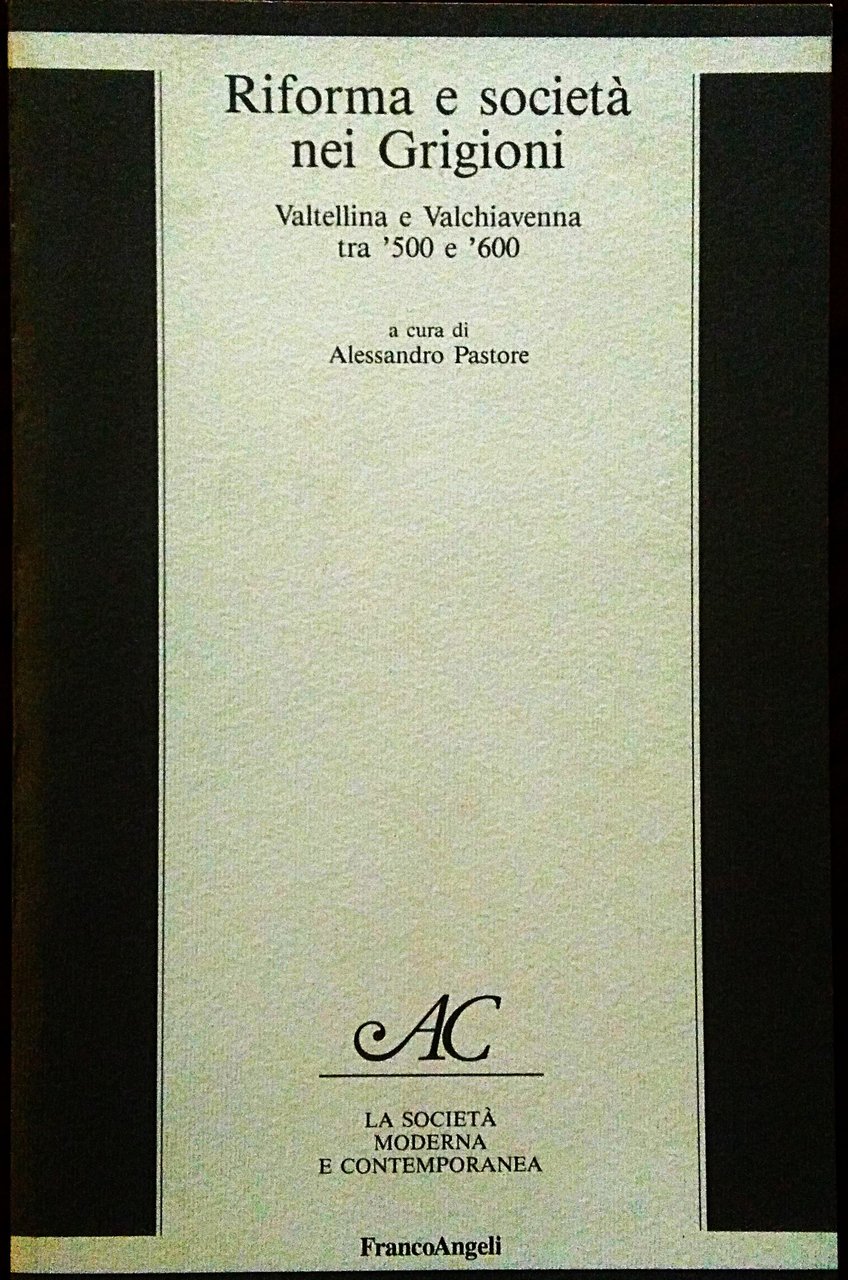 Riforma e società
nei Grigioni
Valtellina e Valchiavenna
tra ’500 e ’600
a cura di
Alessandro Pastore
AC
LA SOCIETÀ
MODERNA
E CONTEMPORANEA
FrancoAngeli